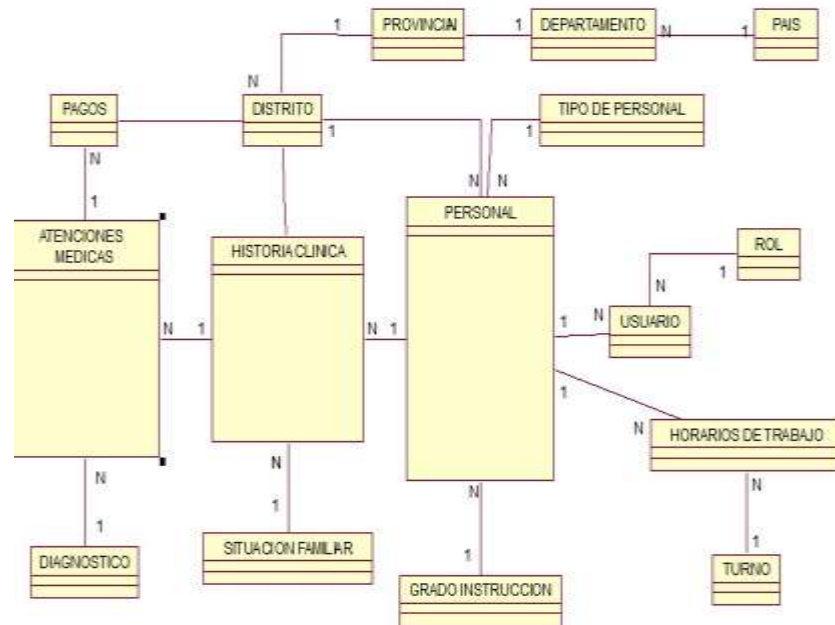 PROVINCIAI
DEPARTAMENTO
PAIS
1
1
N
1
N
PAGOS
DISTRITO
TIPO DE PERSONAL
1
1
N
N
N
1
PERSONAL
ATENCIONES
MEDICAS
HISTORIA CLINICA
ROL
1
N
USUARIO
N
1
N
1
N
1
1
N
HORARIOS DE TRABAJO
N
N
N
N
1
1
1
1
SITUACION FAMILIAR
DIAGNOSTICO
TURNO
GRADO INSTRUCCION